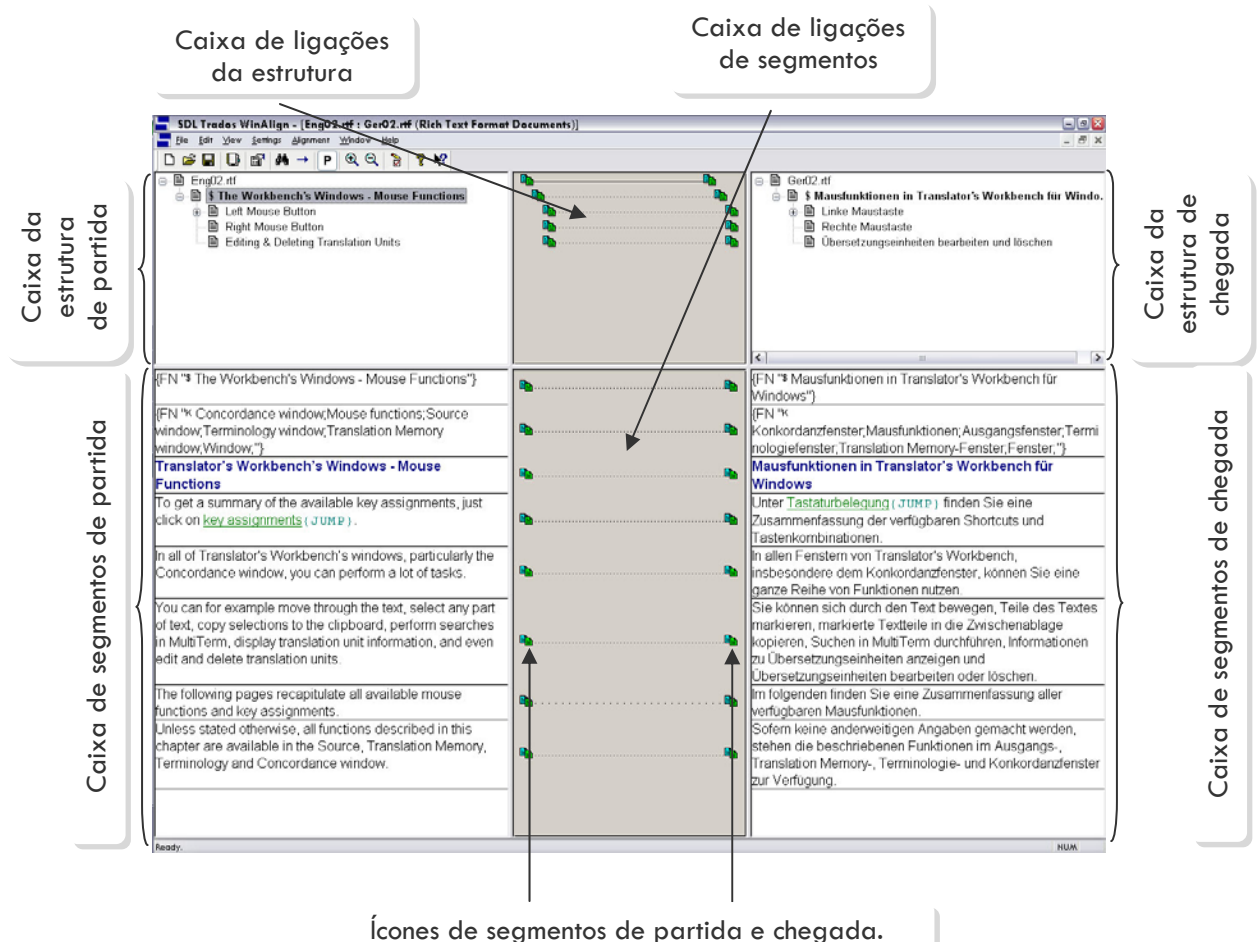 Caixa de ligações
da estrutura
Caixa de ligações
de segmentos
SDL Trados WinAlign - [Eng02.rtf : Ger02.rtf (Rich Text Format Documents)]
File Edit View Settings Alignment Window Help
P
Caixa da
estrutura
de partida
Eng02.rtf
$ The Workbench's Windows - Mouse Functions
Left Mouse Button
Right Mouse Button
Editing & Deleting Translation Units
Ger02.rtf
$ Mausfunktionen in Translator's Workbench für Windo.
Linke Maustaste
Rechte Maustaste
Übersetzungseinheiten bearbeiten und löschen
Caixa da
estrutura de
chegada
Caixa de segmentos de partida
{FN "$ The Workbench's Windows - Mouse Functions"}
{FN "K Concordance window;Mouse functions;Source
window;Terminology window;Translation Memory
window;Window;"}
Translator's Workbench's Windows - Mouse
Functions
To get a summary of the available key assignments, just
click on key assignments(JUMP).
In all of Translator's Workbench's windows, particularly the
Concordance window, you can perform a lot of tasks.
You can for example move through the text, select any part
of text, copy selections to the clipboard, perform searches
in MultiTerm, display translation unit information, and even
edit and delete translation units.
The following pages recapitulate all available mouse
functions and key assignments.
Unless stated otherwise, all functions described in this
chapter are available in the Source, Translation Memory,
Terminology and Concordance window.
{FN "$ Mausfunktionen in Translator's Workbench für
Windows"}
{FN "K
Konkordanzfenster;Mausfunktionen;Ausgangsfenster;Termi
nologiefenster;Translation Memory-Fenster;Fenster;"}
Mausfunktionen in Translator's Workbench für
Windows
Unter Tastaturbelegung(JUMP) finden Sie eine
Zusammenfassung der verfügbaren Shortcuts und
Tastenkombinationen.
In allen Fenstern von Translator's Workbench,
insbesondere dem Konkordanzfenster, können Sie eine
ganze Reihe von Funktionen nutzen.
Sie können sich durch den Text bewegen, Teile des Textes
markieren, markierte Textteile in die Zwischenablage
kopieren, Suchen in MultiTerm durchführen, Informationen
zu Übersetzungseinheiten anzeigen und
Übersetzungseinheiten bearbeiten oder löschen.
Im folgenden finden Sie eine Zusammenfassung aller
verfügbaren Mausfunktionen.
Sofern keine anderweitigen Angaben gemacht werden,
stehen die beschriebenen Funktionen im Ausgangs-,
Translation Memory-, Terminologie- und Konkordanzfenster
zur Verfügung.
Caixa de segmentos de chegada
Ready.
NUM
Ícones de segmentos de partida e chegada.